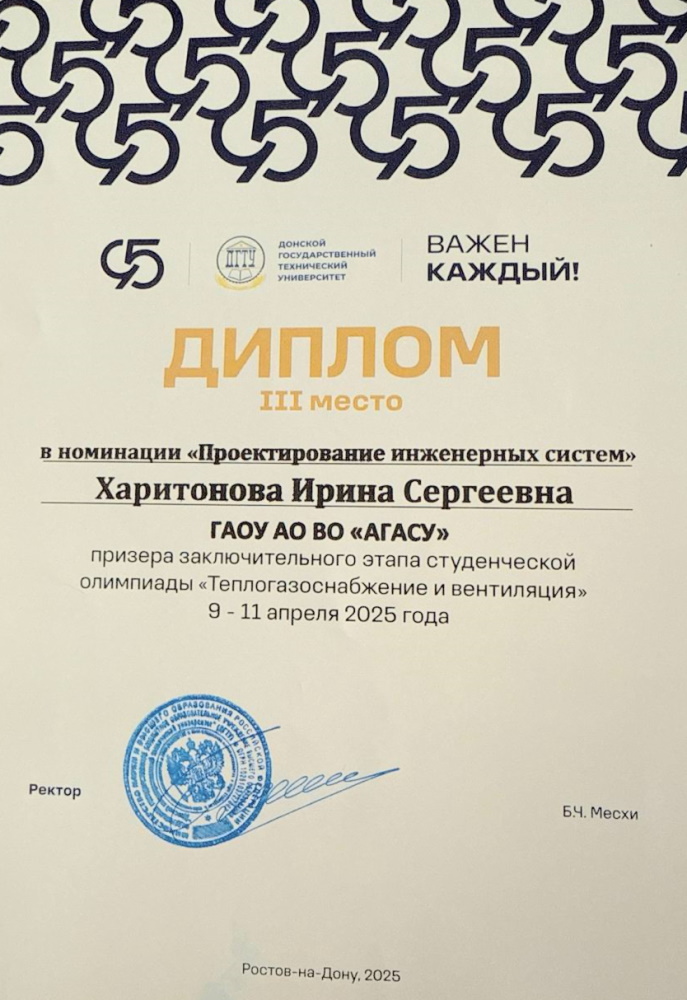 95
ДГТУ
ДОНСКОЙ
ГОСУДАРСТВЕННЫЙ
ТЕХНИЧЕСКИЙ
УНИВЕРСИТЕТ
ВАЖЕН
КАЖДЫЙ!
ДИПЛОМ
III место
в номинации «Проектирование инженерных систем»
Харитонова Ирина Сергеевна
ГАОУ АО ВО «АГАСУ»
призера заключительного этапа студенческой
олимпиады «Теплогазоснабжение и вентиляция»
9 - 11 апреля 2025 года
Ректор
Б.Ч. Месхи
Ростов-на-Дону, 2025